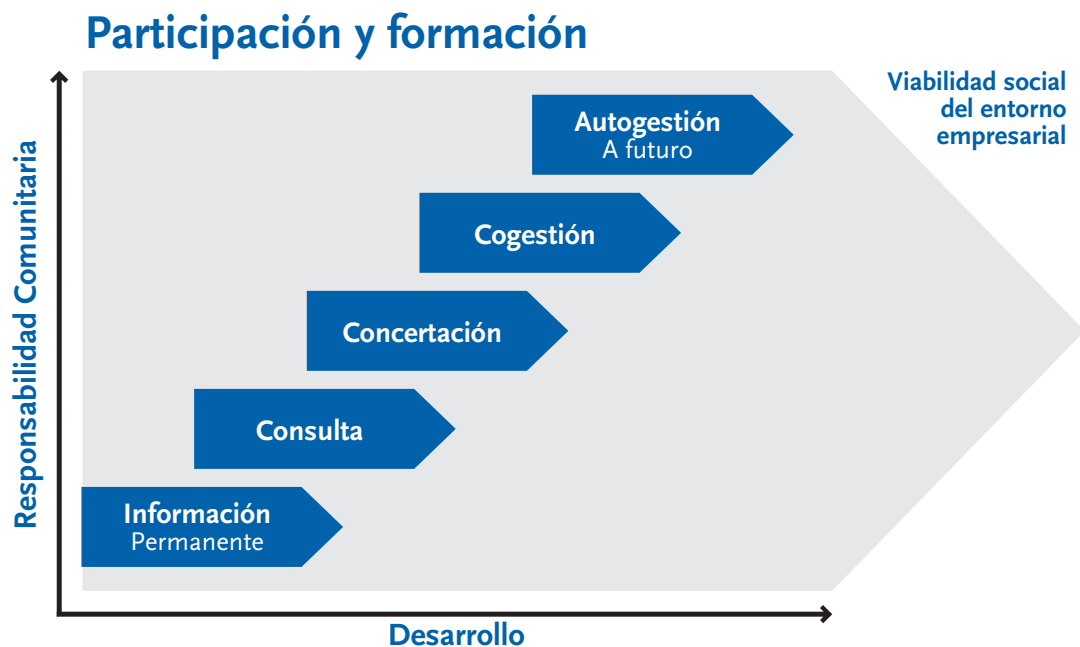 Participación y formación
Viabilidad social
del entorno
empresarial
Responsabilidad Comunitaria
Autogestión
A futuro
Cogestión
Concertación
Consulta
Información
Permanente
Desarrollo